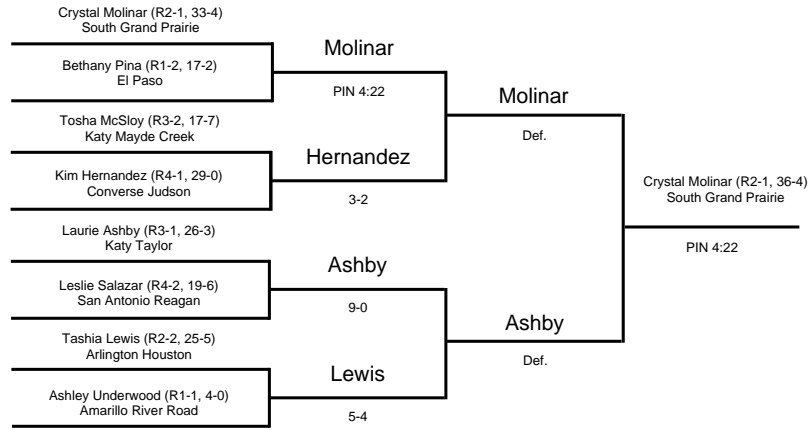 Crystal Molinar (R2-1, 33-4)
South Grand Prairie
Bethany Pina (R1-2, 17-2)
El Paso
Tosha McSloy (R3-2, 17-7)
Katy Mayde Creek
Kim Hernandez (R4-1, 29-0)
Converse Judson
Laurie Ashby (R3-1, 26-3)
Katy Taylor
Leslie Salazar (R4-2, 19-6)
San Antonio Reagan
Tashia Lewis (R2-2, 25-5)
Arlington Houston
Ashley Underwood (R1-1, 4-0)
Amarillo River Road
Molinar
PIN 4:22
Hernandez
3-2
Ashby
9-0
Lewis
5-4
Molinar
Def.
Ashby
Def.
Crystal Molinar (R2-1, 36-4)
South Grand Prairie
PIN 4:22